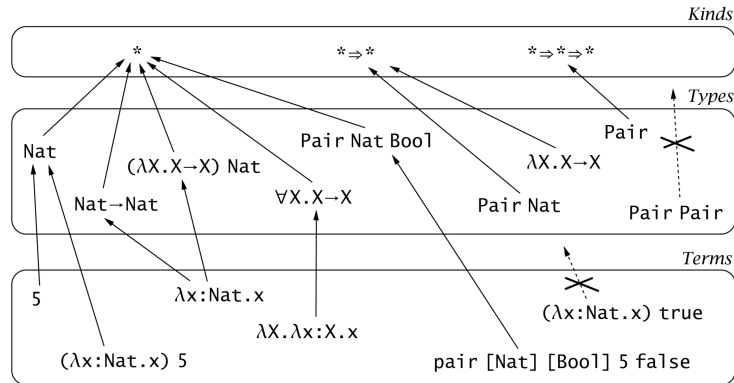 Kinds
* *⇒* *⇒*⇒*
Types
Nat
(λX.X→X) Nat
Pair Nat Bool
λX.X→X
Pair
Nat→Nat
∀X.X→X
Pair Nat
Pair Pair
Terms
5
λx:Nat.x
λX.λx:X.x
(λx:Nat.x) true
(λx:Nat.x) 5
pair [Nat] [Bool] 5 false